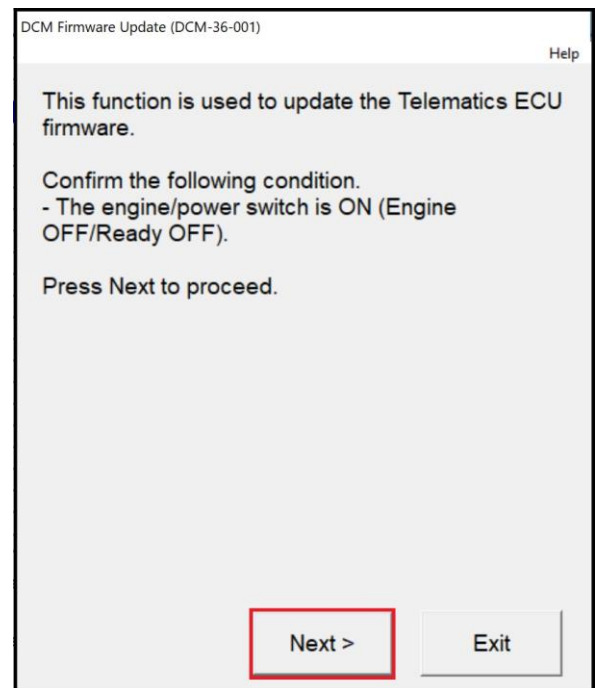 DCM Firmware Update (DCM-36-001)
Help
This function is used to update the Telematics ECU
firmware.
Confirm the following condition.
- The engine/power switch is ON (Engine
OFF/Ready OFF).
Press Next to proceed.
Next >
Exit